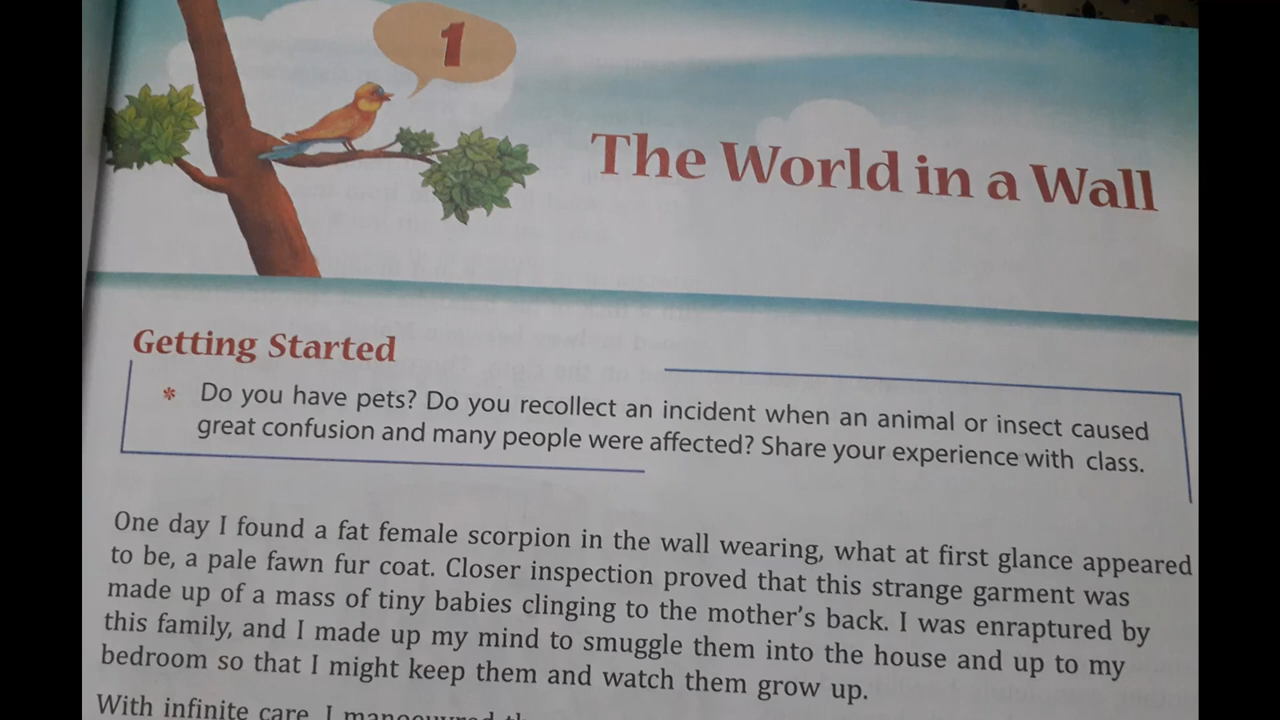 1
The World in a Wall
Getting Started
* Do you have pets? Do you recollect an incident when an animal or insect caused
great confusion and many people were affected? Share your experience with class.
One day I found a fat female scorpion in the wall wearing, what at first glance appeared
to be, a pale fawn fur coat. Closer inspection proved that this strange garment was
made up of a mass of tiny babies clinging to the mother's back. I was enraptured by
this family, and I made up my mind to smuggle them into the house and up to my
bedroom so that I might keep them and watch them grow up.
With infinite care, I manoeuvred